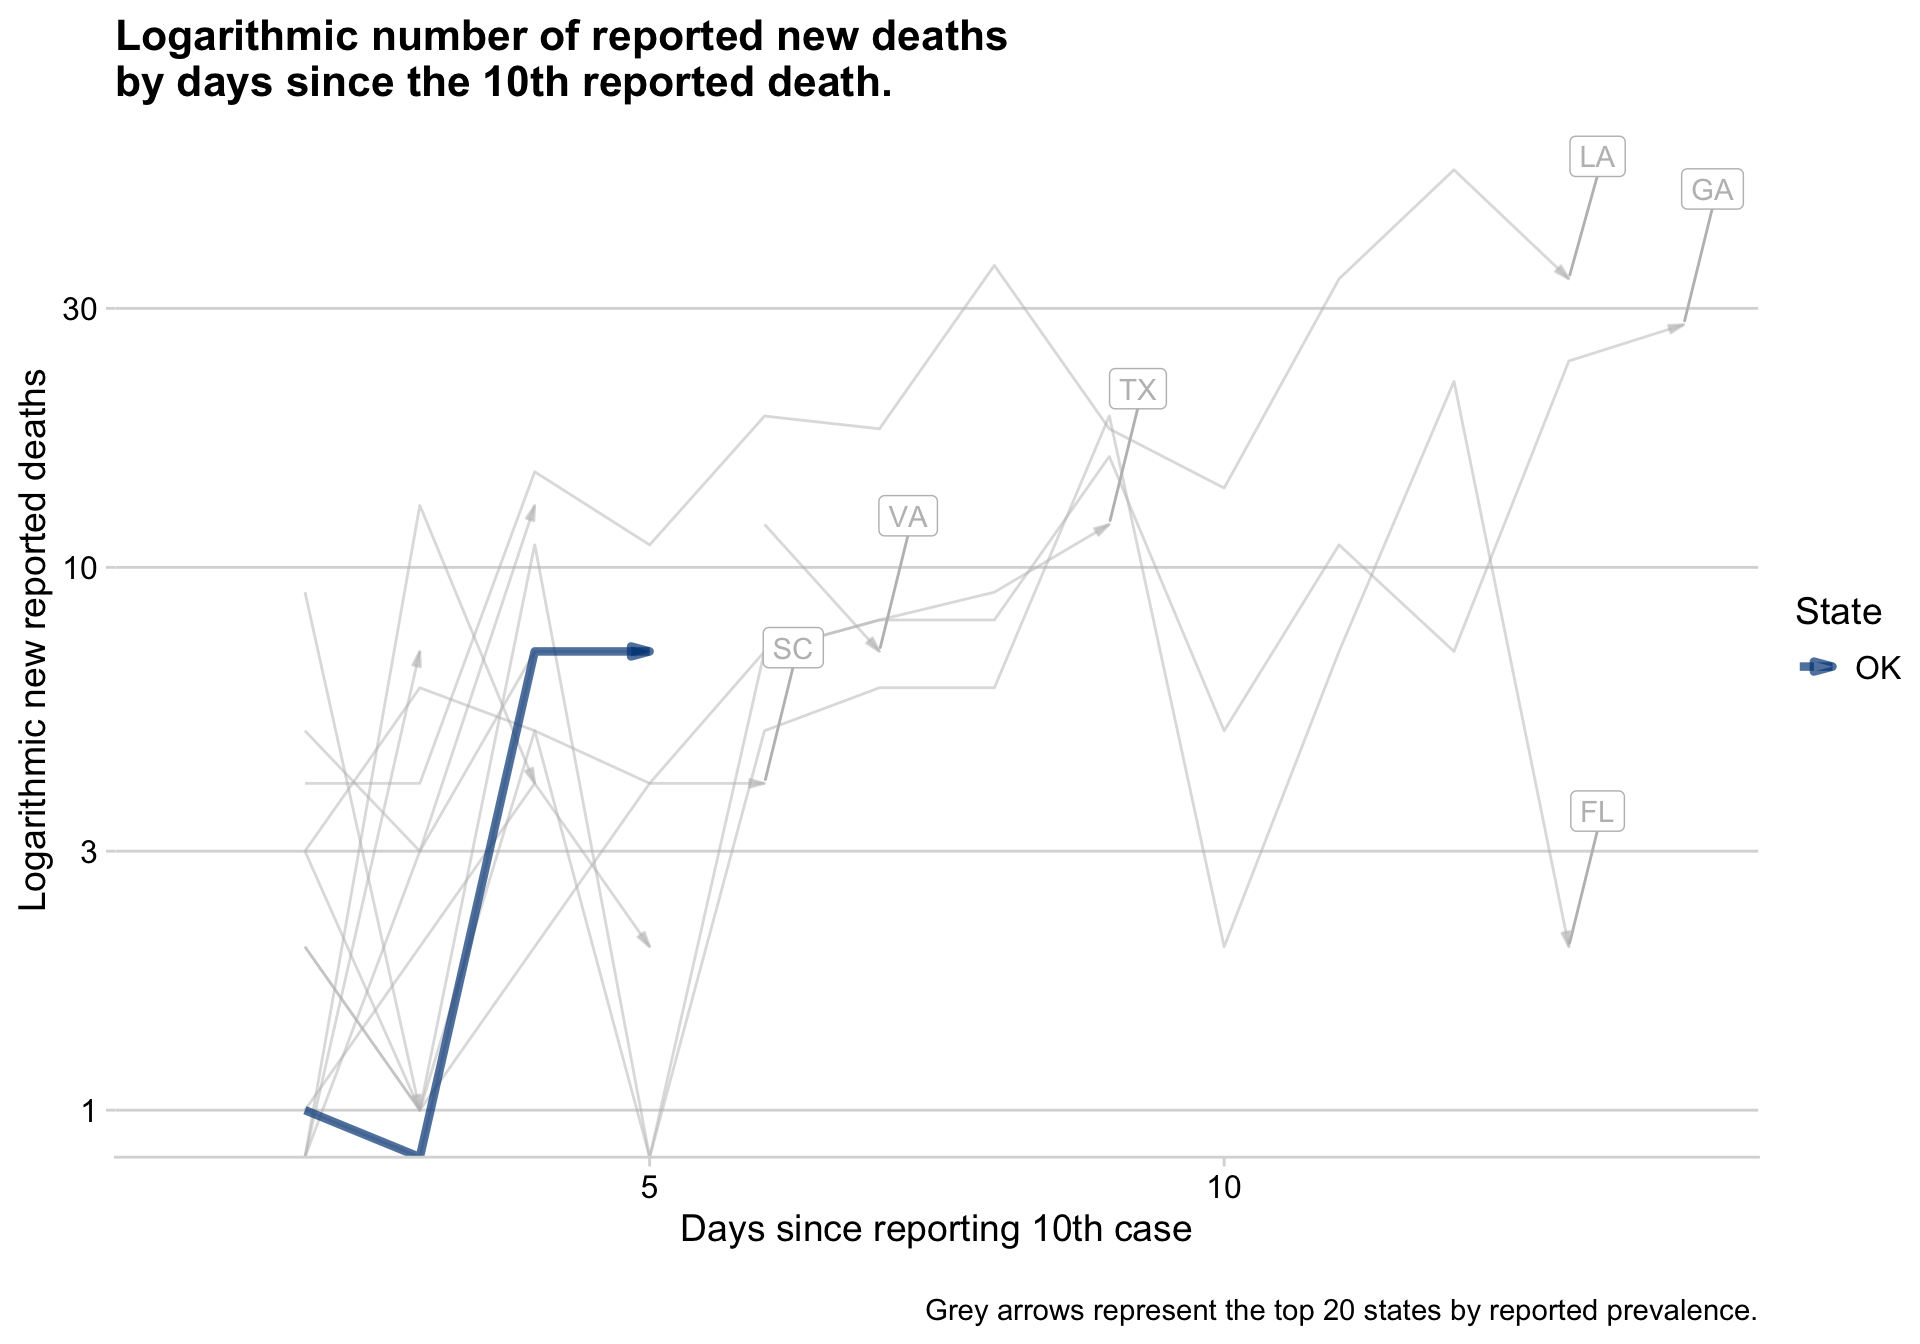 Logarithmic number of reported new deaths
by days since the 10th reported death.
LA
GA
30
TX
VA
10
SC
FL
3
1
5
10
Logarithmic new reported deaths
Days since reporting 10th case
State
OK
Grey arrows represent the top 20 states by reported prevalence.